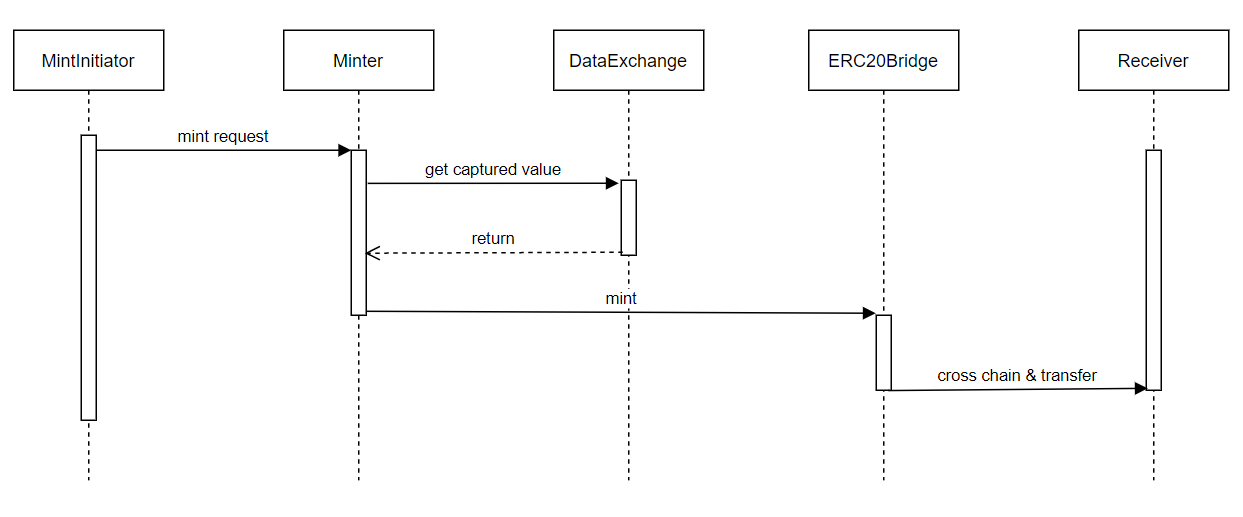 MintInitiator
Minter
DataExchange
ERC20Bridge
Receiver
mint request
get captured value
return
mint
cross chain & transfer